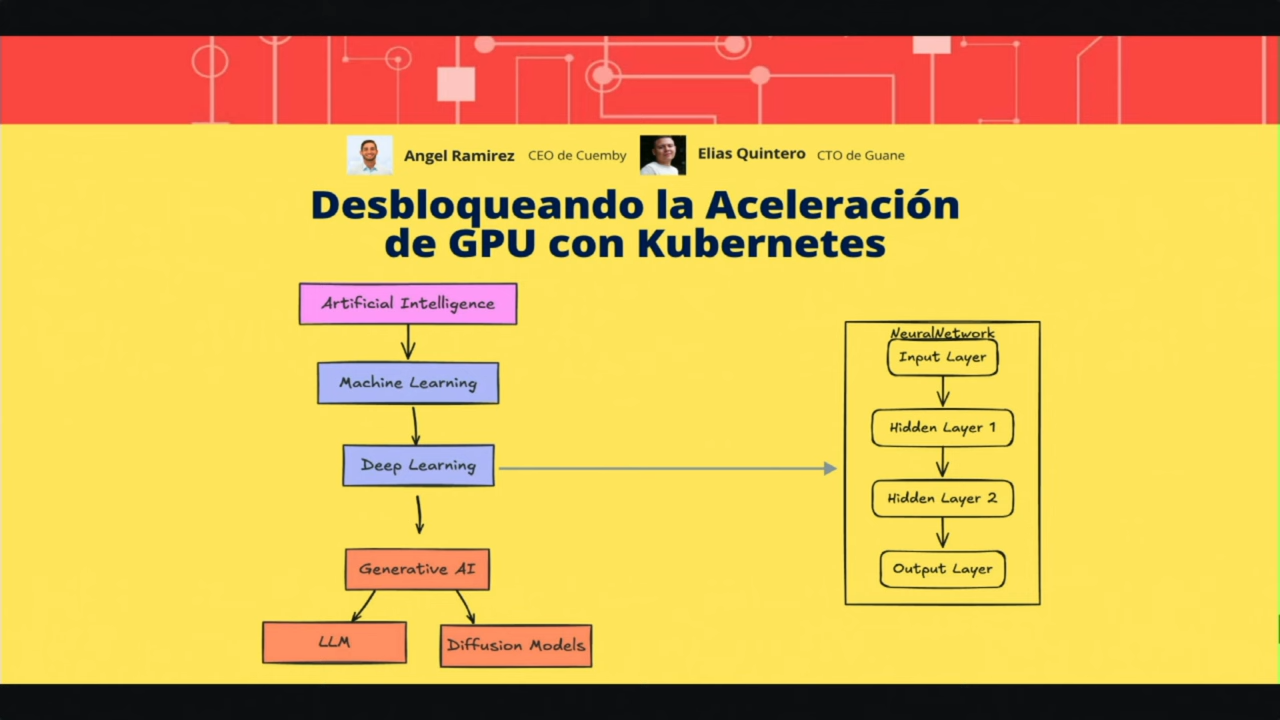 Angel Ramirez CEO de Cuemby Elias Quintero CTO de Guane
Desbloqueando la Aceleración
de GPU con Kubernetes
Artificial Intelligence
Machine Learning
Deep Learning
Generative AI
LLM
Diffusion Models
NeuralNetwork
Input Layer
Hidden Layer 1
Hidden Layer 2
Output Layer